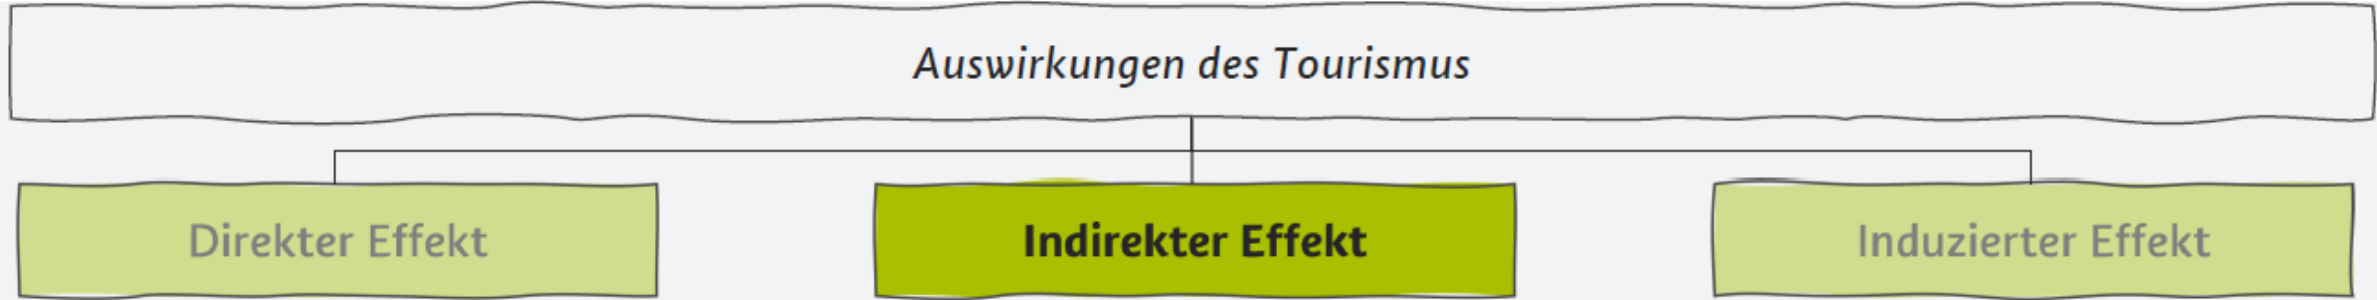 Auswirkungen des Tourismus
Direkter Effekt
Indirekter Effekt
Induzierter Effekt